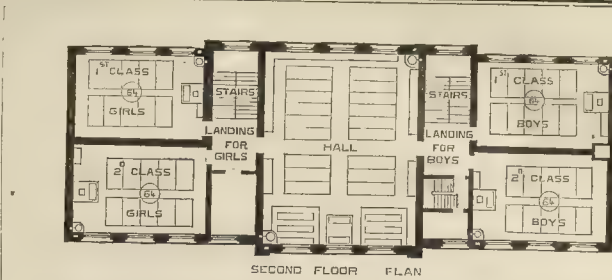 1ST CLASS
64
GIRLS
STAIRS
LANDING
FOR
GIRLS
2D CLASS
64
GIRLS
HALL
STAIRS
LANDING
FOR
BOYS
1ST CLASS
64
BOYS
2D CLASS
64
BOYS
SECOND FLOOR PLAN